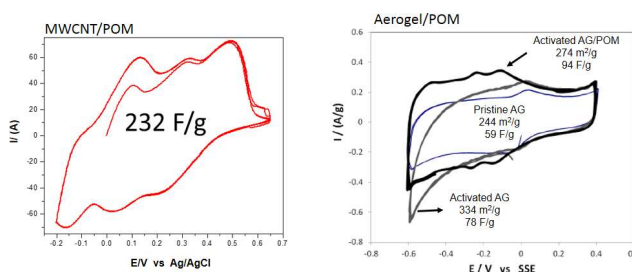 MWCNT/POM
I/ (A)
60
40
20
0
-20
-40
-60
232 F/g
-0.2 -0.1 0.0 0.1 0.2 0.3 0.4 0.5 0.6 0.7
E/V vs Ag/AgCl
Aerogel/POM
I / (A/g)
0.6
0.4
0.2
0
-0.2
-0.4
-0.6
-0.8
Activated AG/POM
274 m²/g
94 F/g
Pristine AG
244 m²/g
59 F/g
Activated AG
334 m²/g
78 F/g
-0.8 -0.6 -0.4 -0.2 0 0.2 0.4 0.6
E / V vs SSE